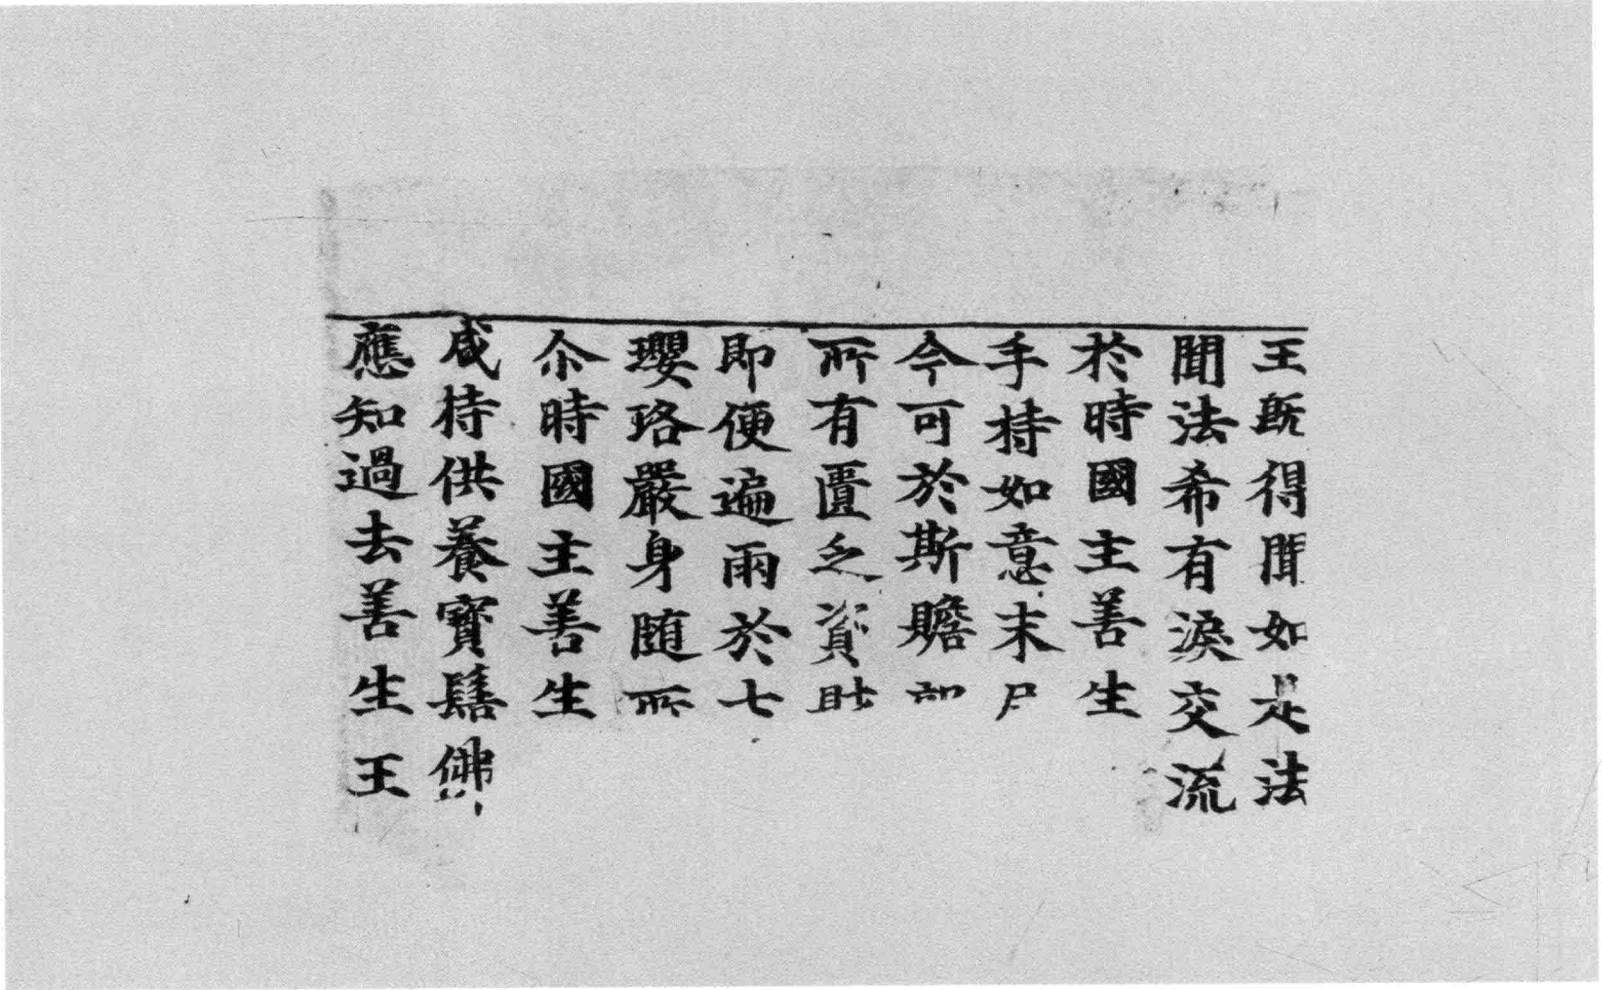 王既得聞如是法
聞法希有淚交流
於時國主善生
手持如意末尸
今可於斯贍部
所有匱乏資財
即便遍雨於七
瓔珞嚴身隨所
尒時國主善生
咸持供養寶髻佛
應知過去善生王